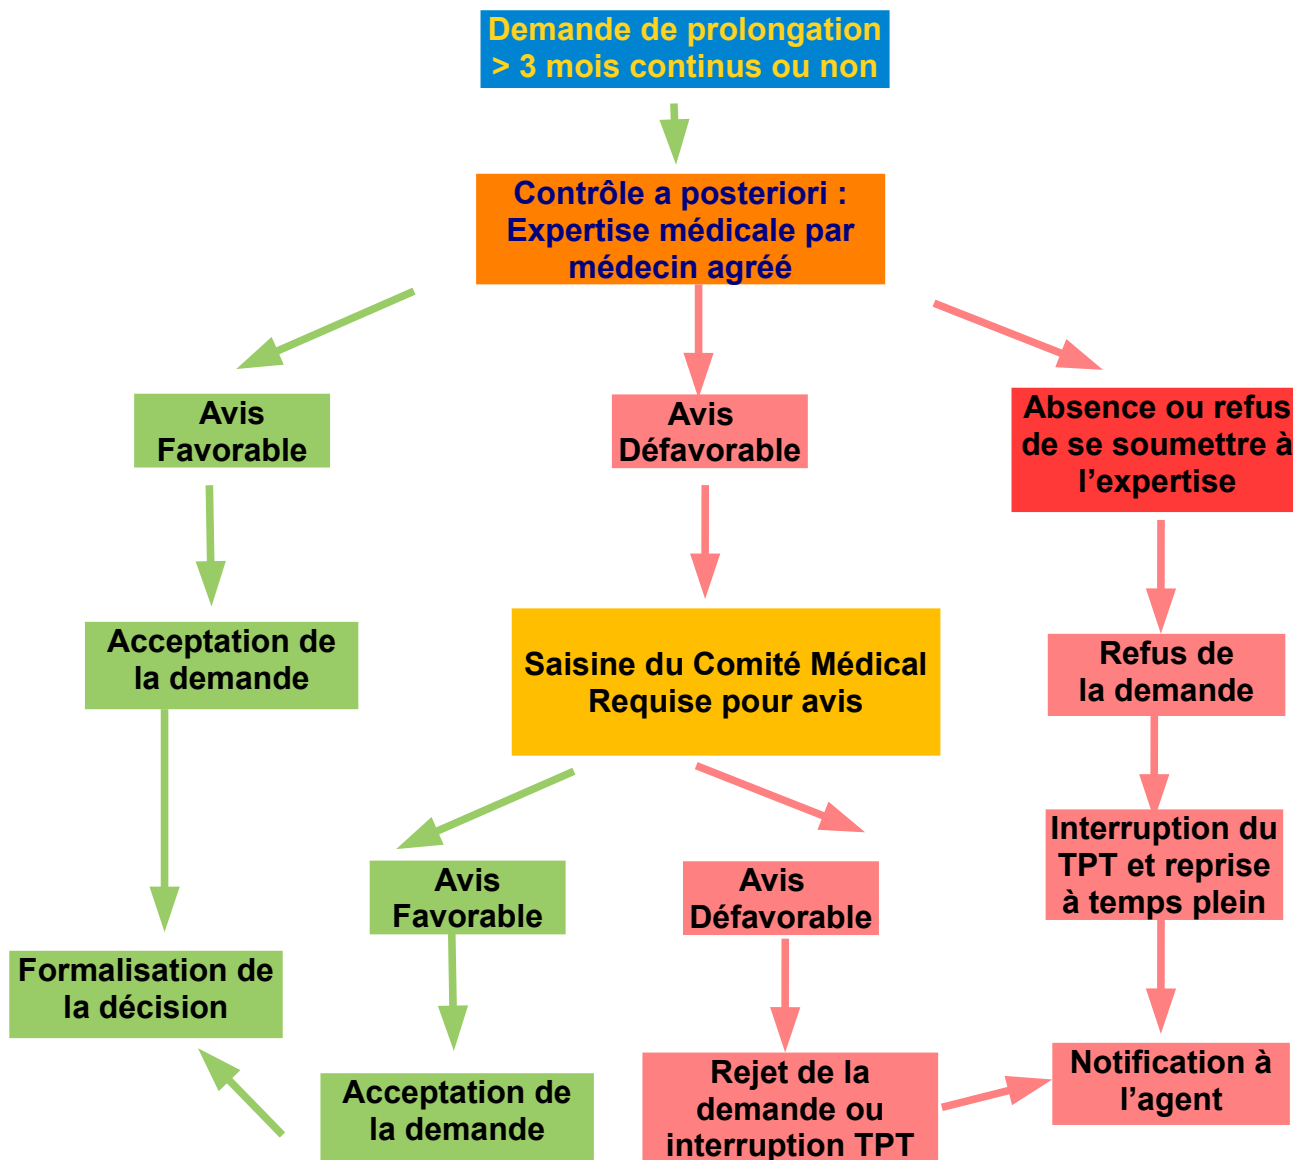 Demande de prolongation
> 3 mois continus ou non
Contrôle a posteriori :
Expertise médicale par
médecin agréé
Avis
Favorable
Avis
Défavorable
Absence ou refus
de se soumettre à
l’expertise
Acceptation de
la demande
Saisine du Comité Médical
Requise pour avis
Refus de
la demande
Interruption du
TPT et reprise
à temps plein
Avis
Favorable
Avis
Défavorable
Formalisation de
la décision
Acceptation de
la demande
Rejet de la
demande ou
interruption TPT
Notification à
l’agent